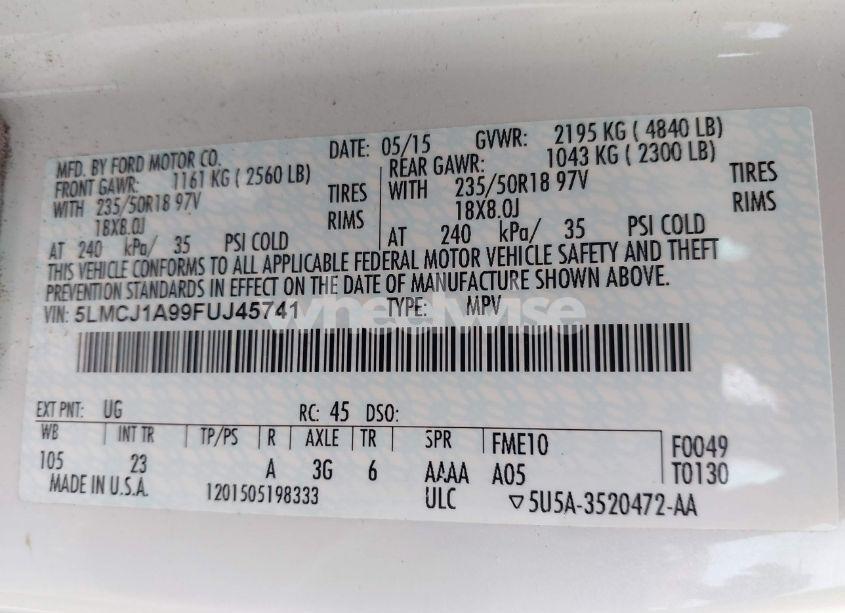 MFD. BY FORD MOTOR CO. DATE: 05/15 GVWR: 2195 KG ( 4840 LB)
FRONT GAWR: 1161 KG ( 2560 LB) REAR GAWR: 1043 KG ( 2300 LB)
WITH 235/50R18 97V TIRES WITH 235/50R18 97V TIRES
18X8.0J RIMS 18X8.0J RIMS
AT 240 kPa/ 35 PSI COLD AT 240 kPa/ 35 PSI COLD
THIS VEHICLE CONFORMS TO ALL APPLICABLE FEDERAL MOTOR VEHICLE SAFETY AND THEFT
PREVENTION STANDARDS IN EFFECT ON THE DATE OF MANUFACTURE SHOWN ABOVE.
VIN: 5LMCJ1A99FUJ45741 TYPE: MPV
wheelwise
EXT PNT: UG RC: 45 DSO:
WB INT TR TP/PS R AXLE TR SPR FME10 F0049
105 23 A 3G 6 AAAA A05 T0130
MADE IN U.S.A. 1201505198333 ULC ▽5U5A-3520472-AA